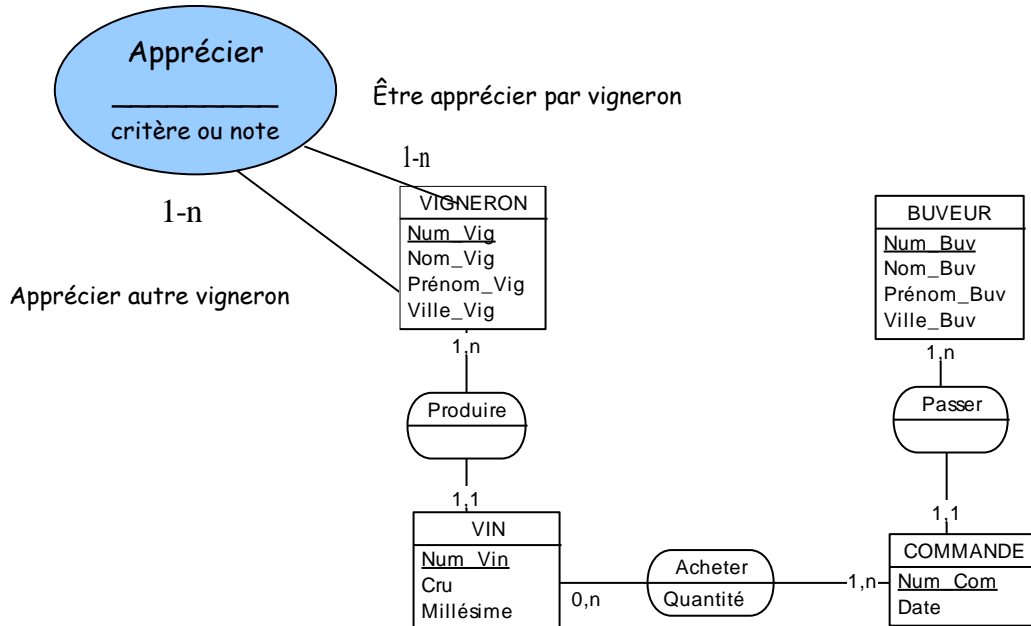 Apprécier
critère ou note
Être apprécier par vigneron
1-n
1-n
Apprécier autre vigneron
VIGNERON
Num_Vig
Nom_Vig
Prénom_Vig
Ville_Vig
1,n
Produire
1,1
VIN
Num_Vin
Cru
Millésime
0,n
Acheter
Quantité
1,n
BUVEUR
Num_Buv
Nom_Buv
Prénom_Buv
Ville_Buv
1,n
Passer
1,1
COMMANDE
Num_Com
Date